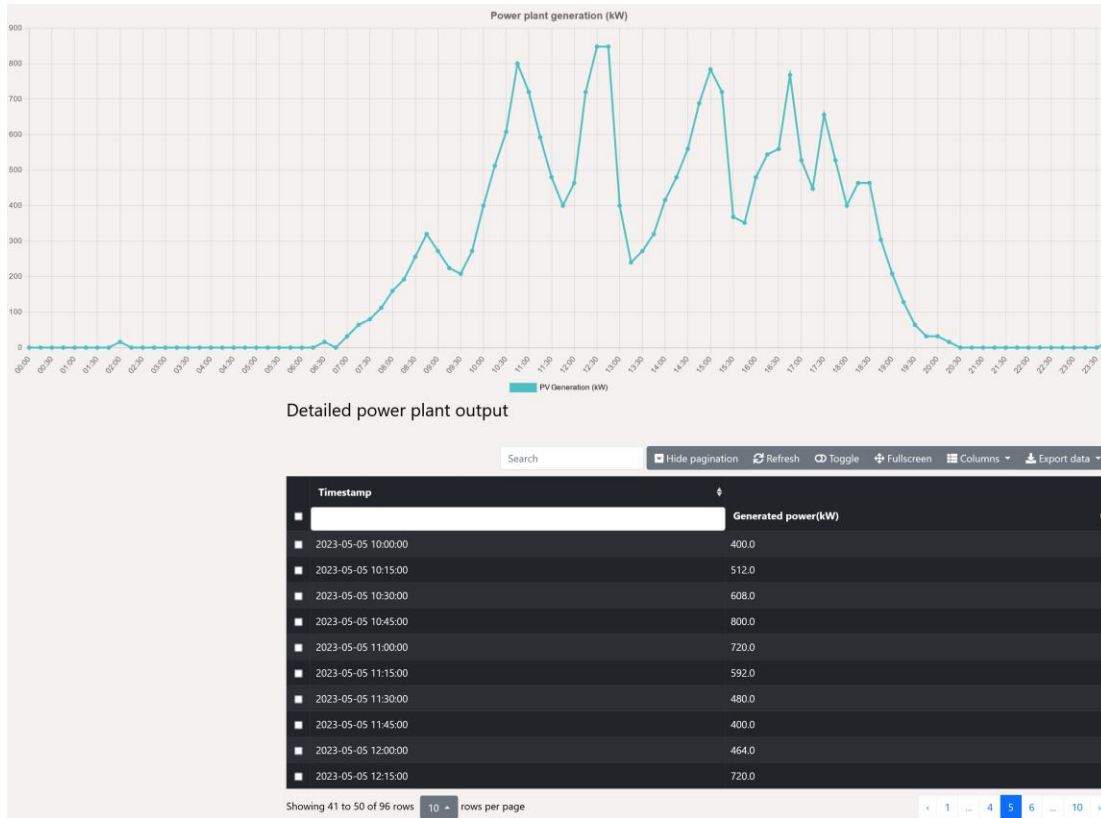 Power plant generation (kW)
900
800
700
600
500
400
300
200
100
0
00:00 00:30 01:00 01:30 02:00 02:30 03:00 03:30 04:00 04:30 05:00 05:30 06:00 06:30 07:00 07:30 08:00 08:30 09:00 09:30 10:00 10:30 11:00 11:30 12:00 12:30 13:00 13:30 14:00 14:30 15:00 15:30 16:00 16:30 17:00 17:30 18:00 18:30 19:00 19:30 20:00 20:30 21:00 21:30 22:00 22:30 23:00 23:30
PV Generation (kW)
Detailed power plant output
Search Hide pagination Refresh Toggle Fullscreen Columns Export data
Timestamp
Generated power(kW)
2023-05-05 10:00:00 400.0
2023-05-05 10:15:00 512.0
2023-05-05 10:30:00 608.0
2023-05-05 10:45:00 800.0
2023-05-05 11:00:00 720.0
2023-05-05 11:15:00 592.0
2023-05-05 11:30:00 480.0
2023-05-05 11:45:00 400.0
2023-05-05 12:00:00 464.0
2023-05-05 12:15:00 720.0
Showing 41 to 50 of 96 rows 10 rows per page ‹ 1 ... 4 5 6 ... 10 ›